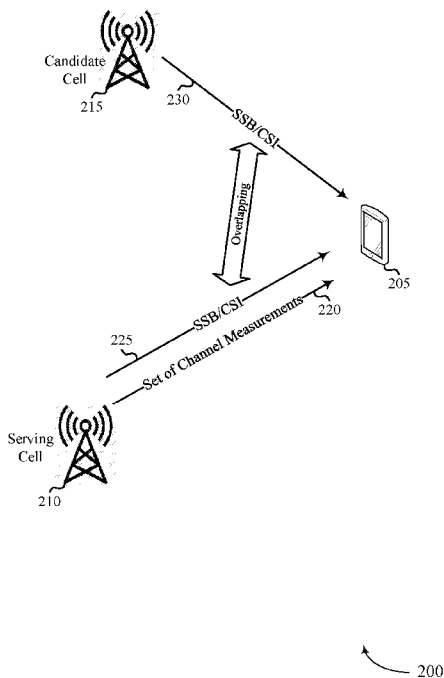 Candidate
Cell
215
230
SSB/CSI
Overlapping
205
225
SSB/CSI
220
Set of Channel Measurements
Serving
Cell
210
200